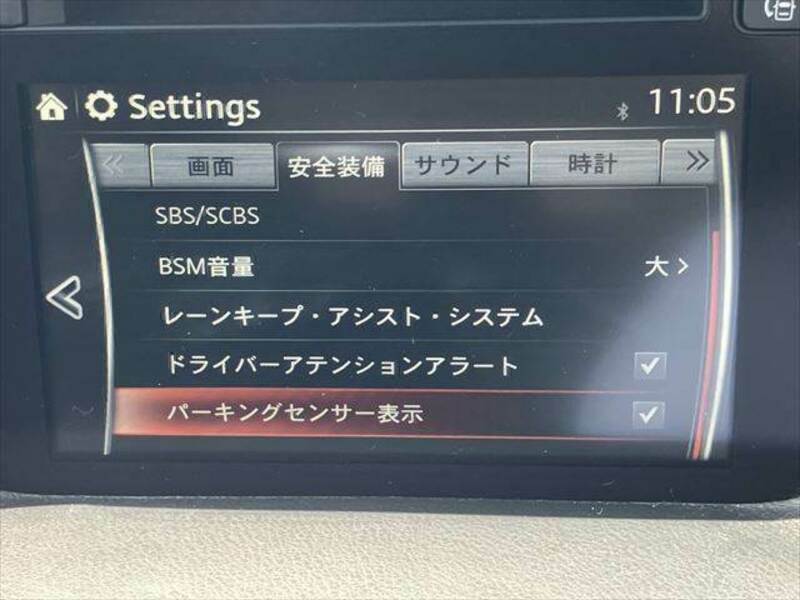 Settings 11:05
画面 安全装備 サウンド 時計
SBS/SCBS
BSM音量 大
レーンキープ・アシスト・システム
ドライバーアテンションアラート
パーキングセンサー表示